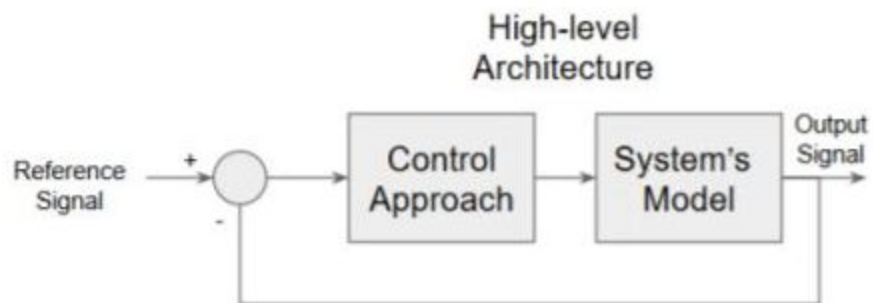 High-level
Architecture
Reference
Signal
+
-
Control
Approach
System's
Model
Output
Signal